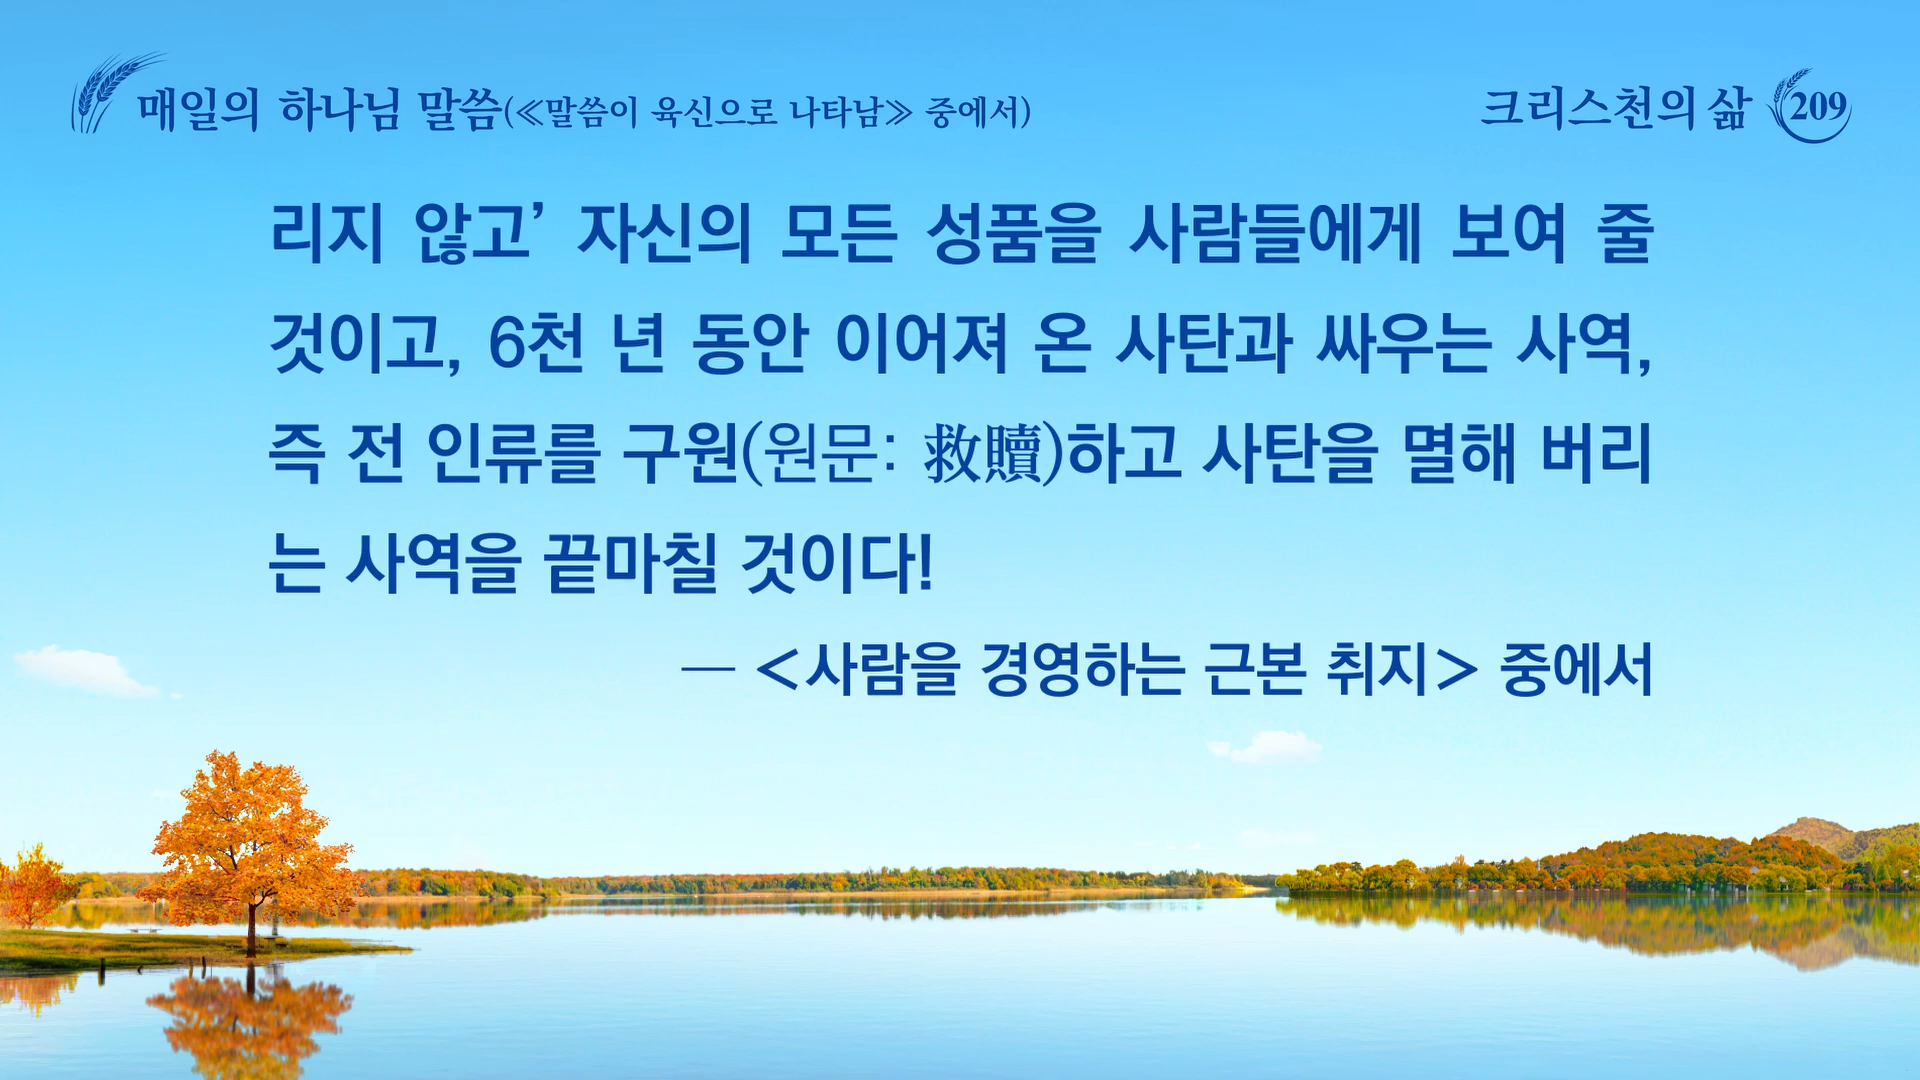 매일의 하나님 말씀(≪말씀이 육신으로 나타남≫ 중에서)
크리스천의 삶 209
리지 않고’ 자신의 모든 성품을 사람들에게 보여 줄
것이고, 6천 년 동안 이어져 온 사탄과 싸우는 사역,
즉 전 인류를 구원(원문: 救贖)하고 사탄을 멸해 버리
는 사역을 끝마칠 것이다!
— <사람을 경영하는 근본 취지> 중에서